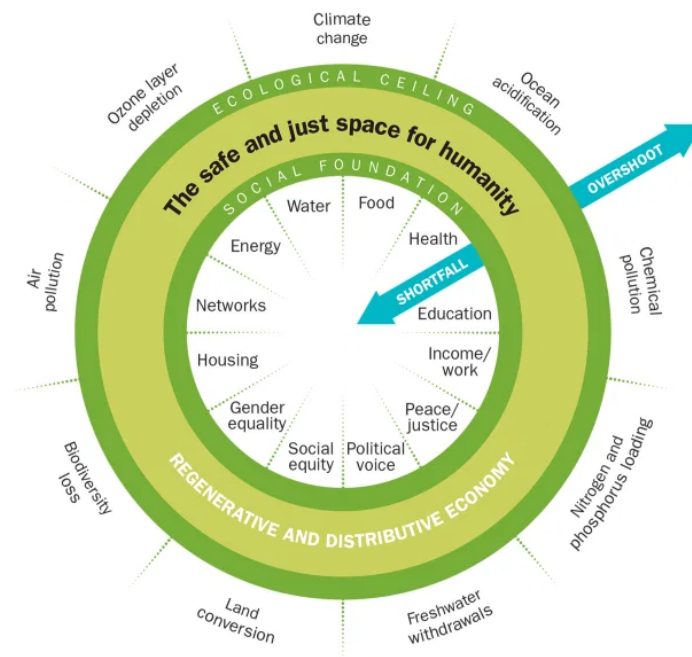 Climate
change
Ozone layer
depletion
Ocean
acidification
ECOLOGICAL CEILING
The safe and just space for humanity
OVERSHOOT
SOCIAL FOUNDATION
Water
Food
Energy
Health
Air
pollution
Chemical
pollution
SHORTFALL
Networks
Education
Housing
Income/
work
Gender
equality
Peace/
justice
Social
equity
Political
voice
Biodiversity
loss
Nitrogen and
phosphorus loading
REGENERATIVE AND DISTRIBUTIVE ECONOMY
Land
conversion
Freshwater
withdrawals